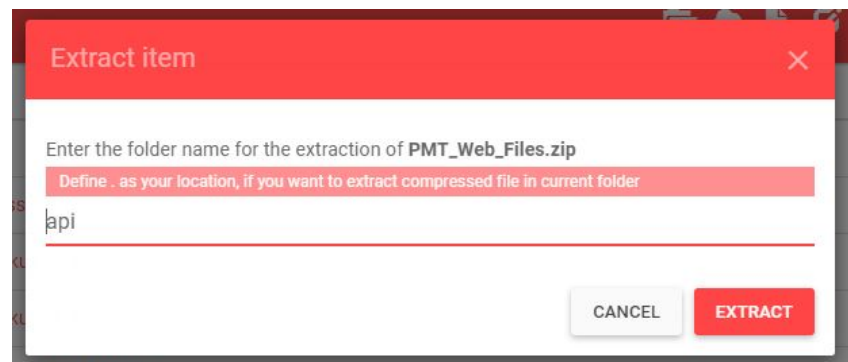 Extract item
Enter the folder name for the extraction of PMT_Web_Files.zip
Define . as your location, if you want to extract compressed file in current folder
api
CANCEL
EXTRACT